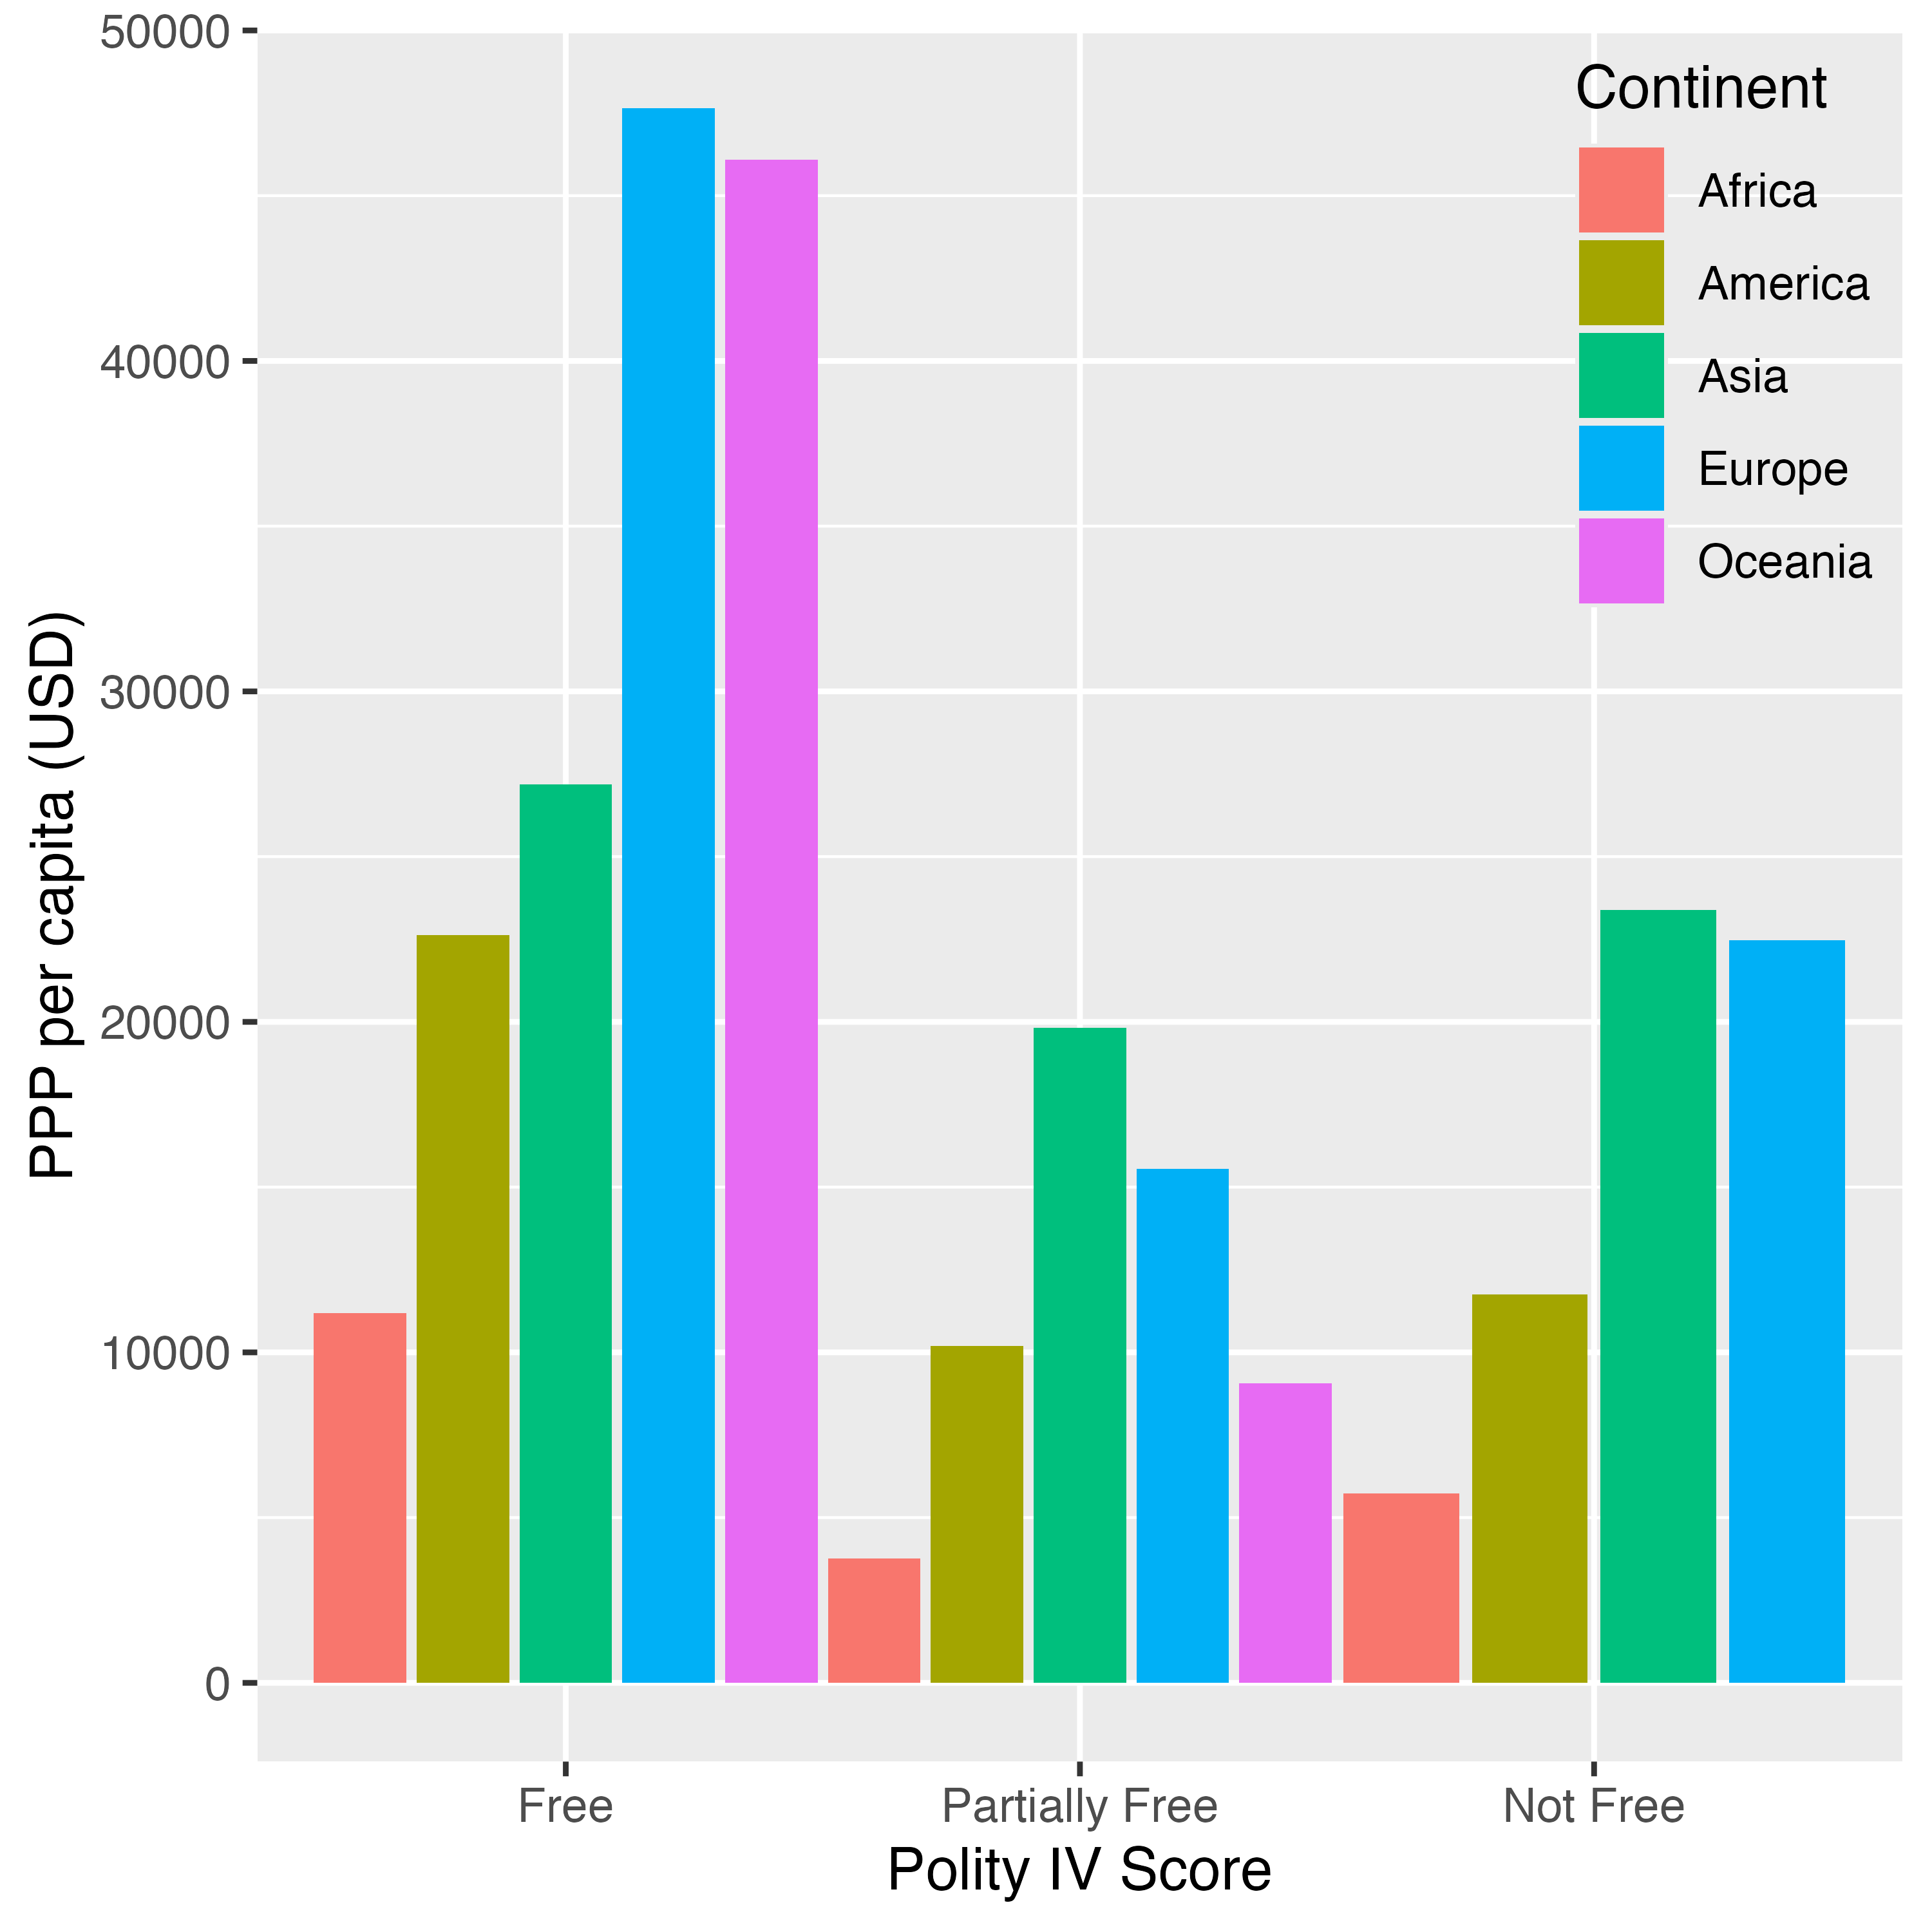 PPP per capita (USD)
50000
40000
30000
20000
10000
0
Continent
Africa
America
Asia
Europe
Oceania
Free
Partially Free
Not Free
Polity IV Score